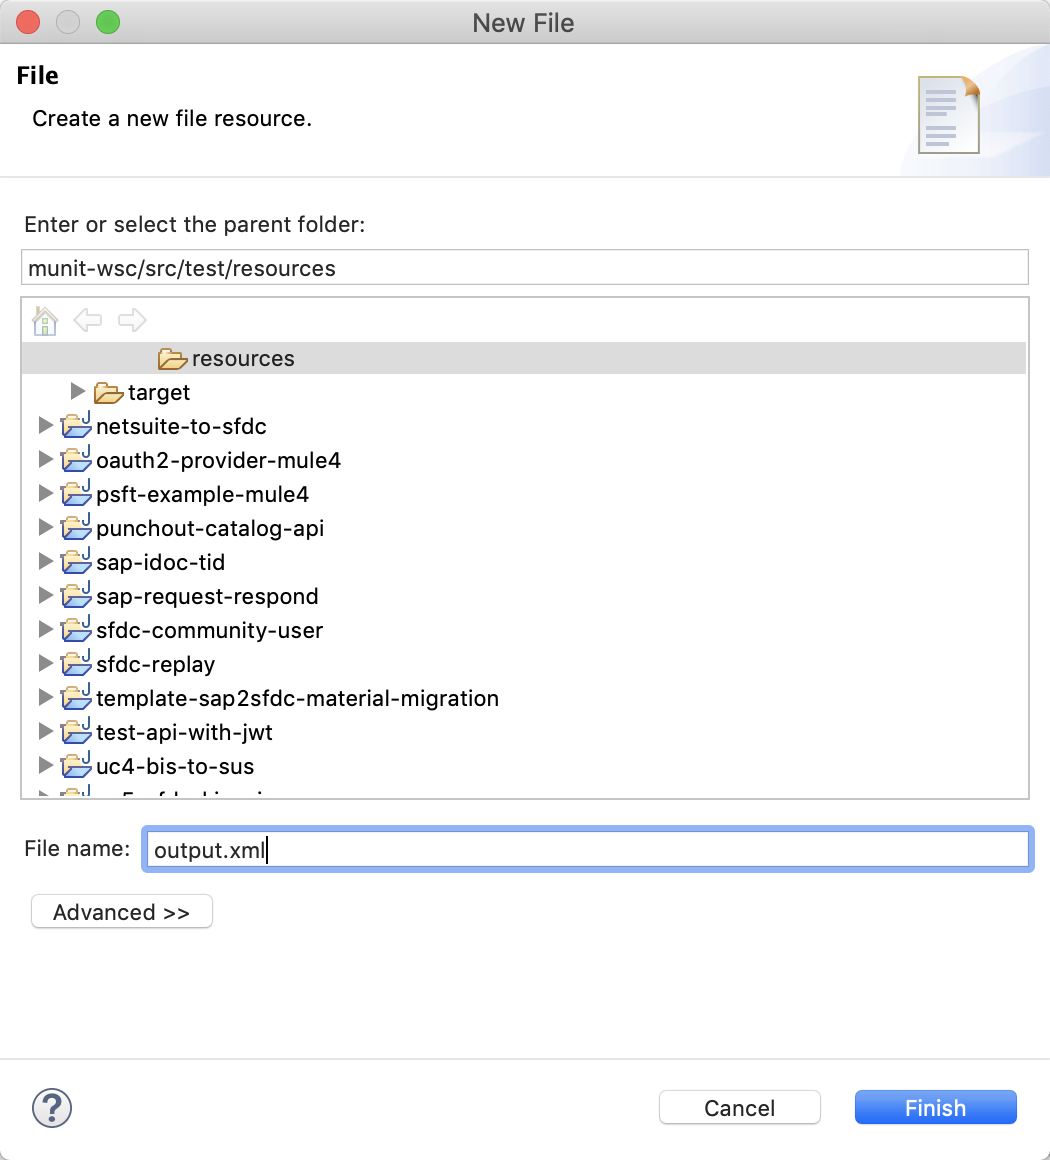 New File
File
Create a new file resource.
Enter or select the parent folder:
munit-wsc/src/test/resources
resources
target
netsuite-to-sfdc
oauth2-provider-mule4
psft-example-mule4
punchout-catalog-api
sap-idoc-tid
sap-request-respond
sfdc-community-user
sfdc-replay
template-sap2sfdc-material-migration
test-api-with-jwt
uc4-bis-to-sus
File name: output.xml
Advanced >>
?
Cancel Finish